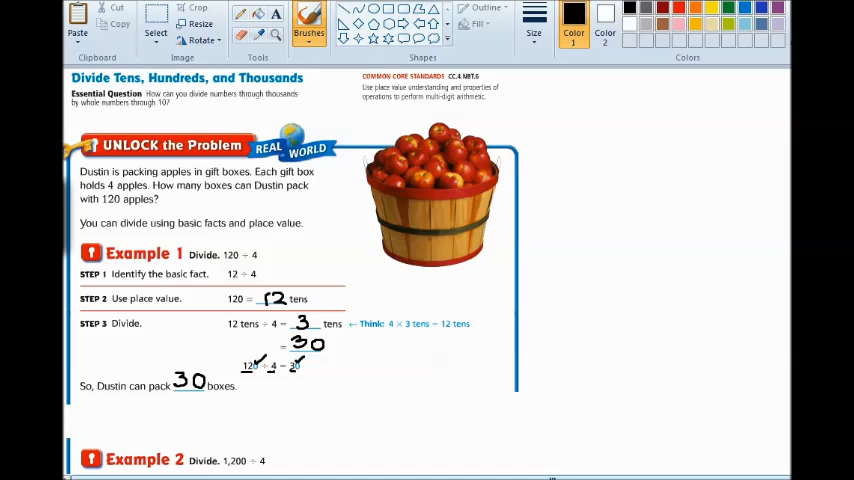 Paste
Cut
Copy
Clipboard
Select
Crop
Resize
Rotate
Image
Tools
Brushes
Shapes
Outline
Fill
Size
Color 1
Color 2
Colors
Divide Tens, Hundreds, and Thousands
Essential Question How can you divide numbers through thousands
by whole numbers through 10?
COMMON CORE STANDARDS CC.4.NBT.6
Use place value understanding and properties of
operations to perform multi-digit arithmetic.
UNLOCK the Problem REAL WORLD
Dustin is packing apples in gift boxes. Each gift box
holds 4 apples. How many boxes can Dustin pack
with 120 apples?
You can divide using basic facts and place value.
Example 1 Divide. 120 ÷ 4
STEP 1 Identify the basic fact. 12 ÷ 4
STEP 2 Use place value. 120 = 12 tens
STEP 3 Divide. 12 tens ÷ 4 = 3 tens ← Think: 4 × 3 tens = 12 tens
= 30
120 ÷ 4 = 30
So, Dustin can pack 30 boxes.
Example 2 Divide. 1,200 ÷ 4